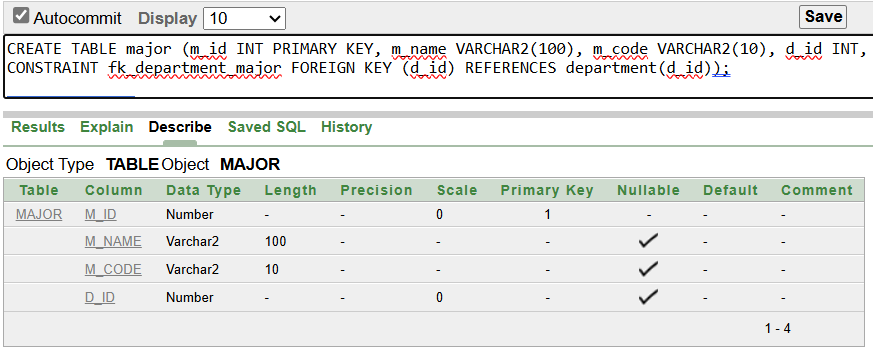 Autocommit Display 10 Save
CREATE TABLE major (m_id INT PRIMARY KEY, m_name VARCHAR2(100), m_code VARCHAR2(10), d_id INT,
CONSTRAINT fk_department_major FOREIGN KEY (d_id) REFERENCES department(d_id));
Results Explain Describe Saved SQL History
Object Type TABLE Object MAJOR
Table Column Data Type Length Precision Scale Primary Key Nullable Default Comment
MAJOR M_ID Number - - 0 1 - - -
M_NAME Varchar2 100 - - - ✓ - -
M_CODE Varchar2 10 - - - ✓ - -
D_ID Number - - 0 - ✓ - -
1 - 4